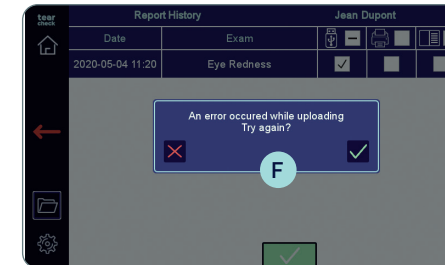 tear
check
Report History
Jean Dupont
Date
Exam
2020-05-04 11:20
Eye Redness
An error occured while uploading
Try again?
F